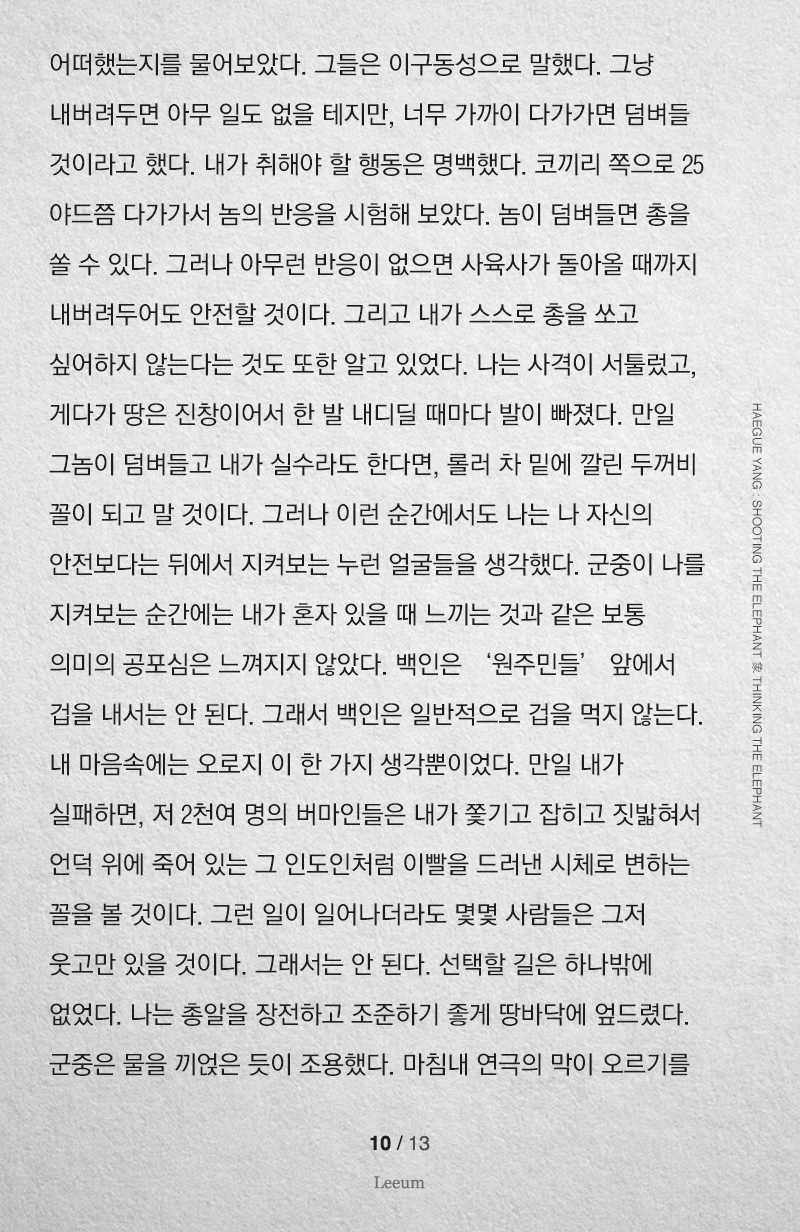 어떠했는지를 물어보았다. 그들은 이구동성으로 말했다. 그냥
내버려두면 아무 일도 없을 테지만, 너무 가까이 다가가면 덤벼들
것이라고 했다. 내가 취해야 할 행동은 명백했다. 코끼리 쪽으로 25
야드쯤 다가가서 놈의 반응을 시험해 보았다. 놈이 덤벼들면 총을
쏠 수 있다. 그러나 아무런 반응이 없으면 사육사가 돌아올 때까지
내버려두어도 안전할 것이다. 그리고 내가 스스로 총을 쏘고
싶어하지 않는다는 것도 또한 알고 있었다. 나는 사격이 서툴렀고,
게다가 땅은 진창이어서 한 발 내디딜 때마다 발이 빠졌다. 만일
그놈이 덤벼들고 내가 실수라도 한다면, 롤러 차 밑에 깔린 두꺼비
꼴이 되고 말 것이다. 그러나 이런 순간에서도 나는 나 자신의
안전보다는 뒤에서 지켜보는 누런 얼굴들을 생각했다. 군중이 나를
지켜보는 순간에는 내가 혼자 있을 때 느끼는 것과 같은 보통
의미의 공포심은 느껴지지 않았다. 백인은 ‘원주민들’ 앞에서
겁을 내서는 안 된다. 그래서 백인은 일반적으로 겁을 먹지 않는다.
내 마음속에는 오로지 이 한 가지 생각뿐이었다. 만일 내가
실패하면, 저 2천여 명의 버마인들은 내가 쫓기고 잡히고 짓밟혀서
언덕 위에 죽어 있는 그 인도인처럼 이빨을 드러낸 시체로 변하는
꼴을 볼 것이다. 그런 일이 일어나더라도 몇몇 사람들은 그저
웃고만 있을 것이다. 그래서는 안 된다. 선택할 길은 하나밖에
없었다. 나는 총알을 장전하고 조준하기 좋게 땅바닥에 엎드렸다.
군중은 물을 끼얹은 듯이 조용했다. 마침내 연극의 막이 오르기를
HAEGUE YANG : SHOOTING THE ELEPHANT 象 THINKING THE ELEPHANT
10 / 13
Leeum